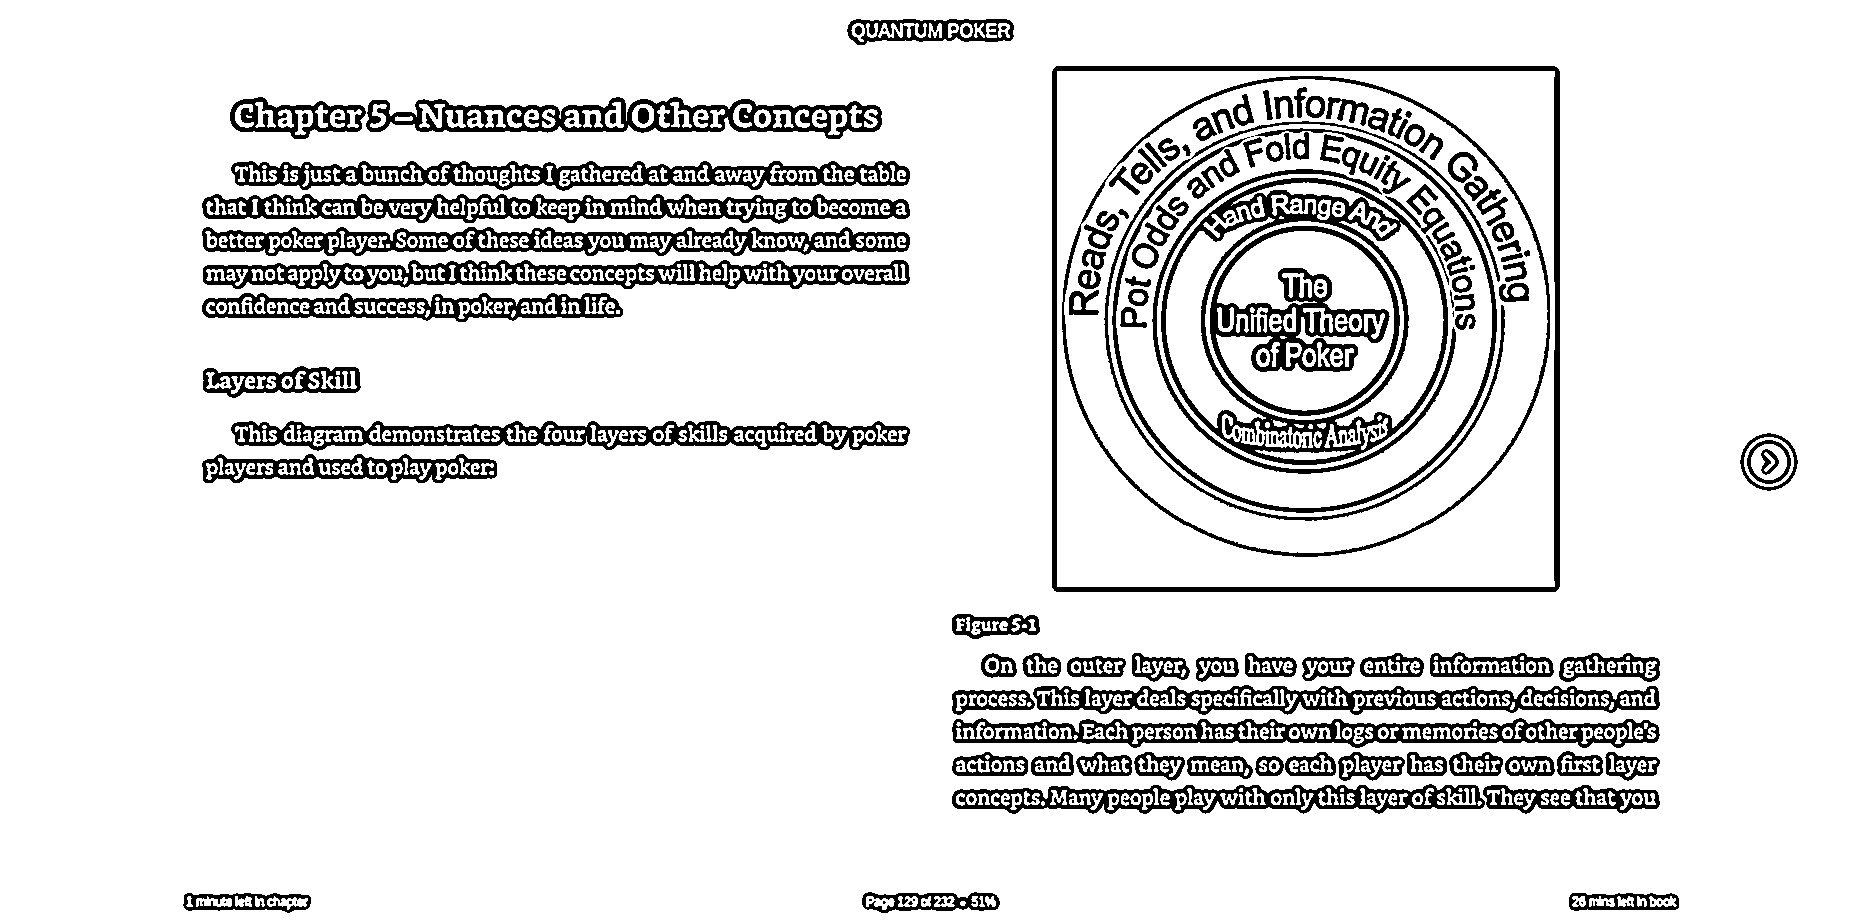 QUANTUM POKER
Chapter 5 – Nuances and Other Concepts
This is just a bunch of thoughts I gathered at and away from the table
that I think can be very helpful to keep in mind when trying to become a
better poker player. Some of these ideas you may already know, and some
may not apply to you, but I think these concepts will help with your overall
confidence and success, in poker, and in life.
Layers of Skill
This diagram demonstrates the four layers of skills acquired by poker
players and used to play poker:
Reads, Tells, and Information Gathering
Pot Odds and Fold Equity Equations
Hand Range And
The
Unified Theory
of Poker
Combinatoric Analysis
Figure 5-1
On the outer layer, you have your entire information gathering
process. This layer deals specifically with previous actions, decisions, and
information. Each person has their own logs or memories of other people's
actions and what they mean, so each player has their own first layer
concepts. Many people play with only this layer of skill. They see that you
1 minute left in chapter
Page 129 of 232 • 51%
26 mins left in book